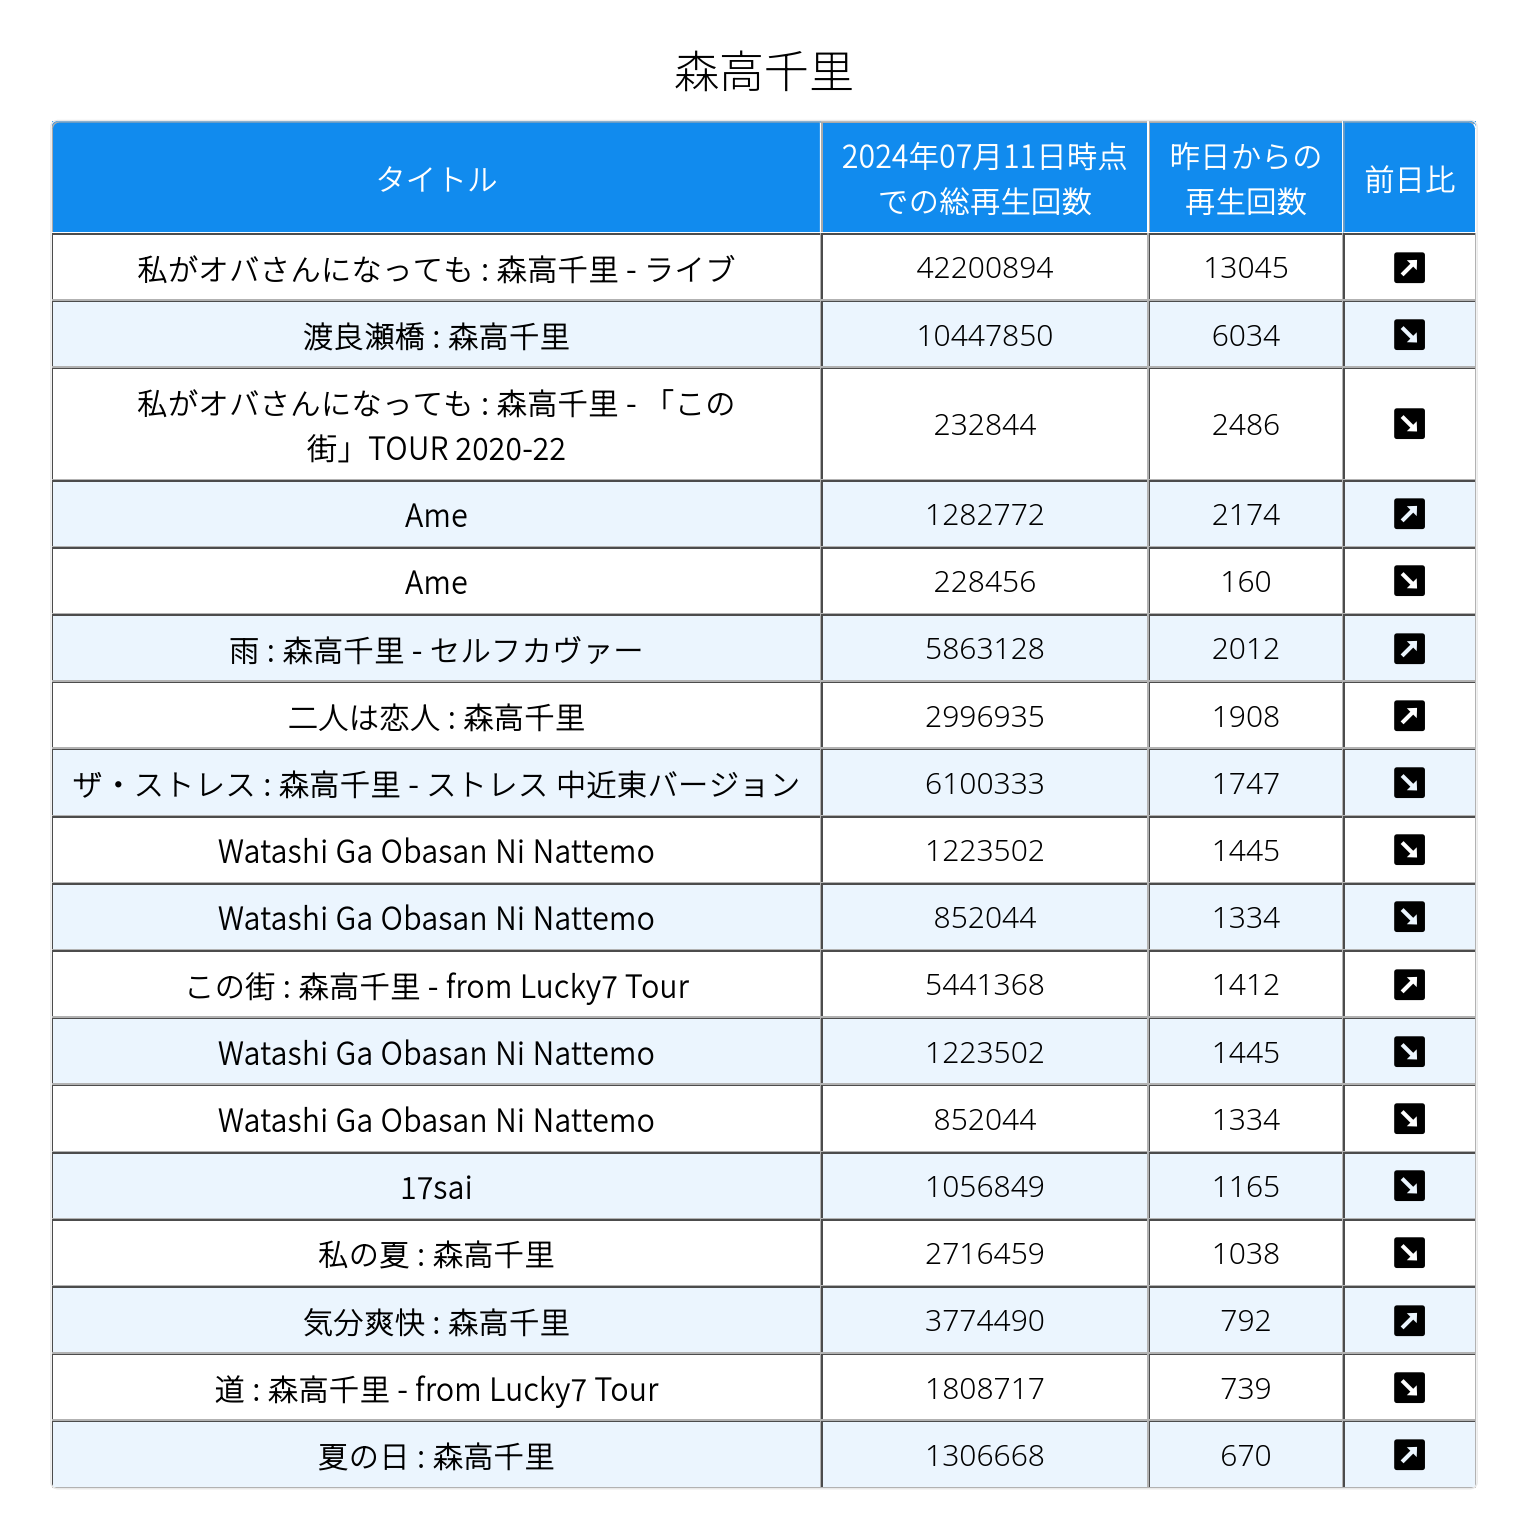 森高千里
タイトル
2024年07月11日時点
での総再生回数
昨日からの
再生回数
前日比
私がオバさんになっても : 森高千里 - ライブ 42200894 13045
渡良瀬橋 : 森高千里 10447850 6034
私がオバさんになっても : 森高千里 - 「この
街」TOUR 2020-22 232844 2486
Ame 1282772 2174
Ame 228456 160
雨 : 森高千里 - セルフカヴァー 5863128 2012
二人は恋人 : 森高千里 2996935 1908
ザ・ストレス : 森高千里 - ストレス 中近東バージョン 6100333 1747
Watashi Ga Obasan Ni Nattemo 1223502 1445
Watashi Ga Obasan Ni Nattemo 852044 1334
この街 : 森高千里 - from Lucky7 Tour 5441368 1412
Watashi Ga Obasan Ni Nattemo 1223502 1445
Watashi Ga Obasan Ni Nattemo 852044 1334
17sai 1056849 1165
私の夏 : 森高千里 2716459 1038
気分爽快 : 森高千里 3774490 792
道 : 森高千里 - from Lucky7 Tour 1808717 739
夏の日 : 森高千里 1306668 670